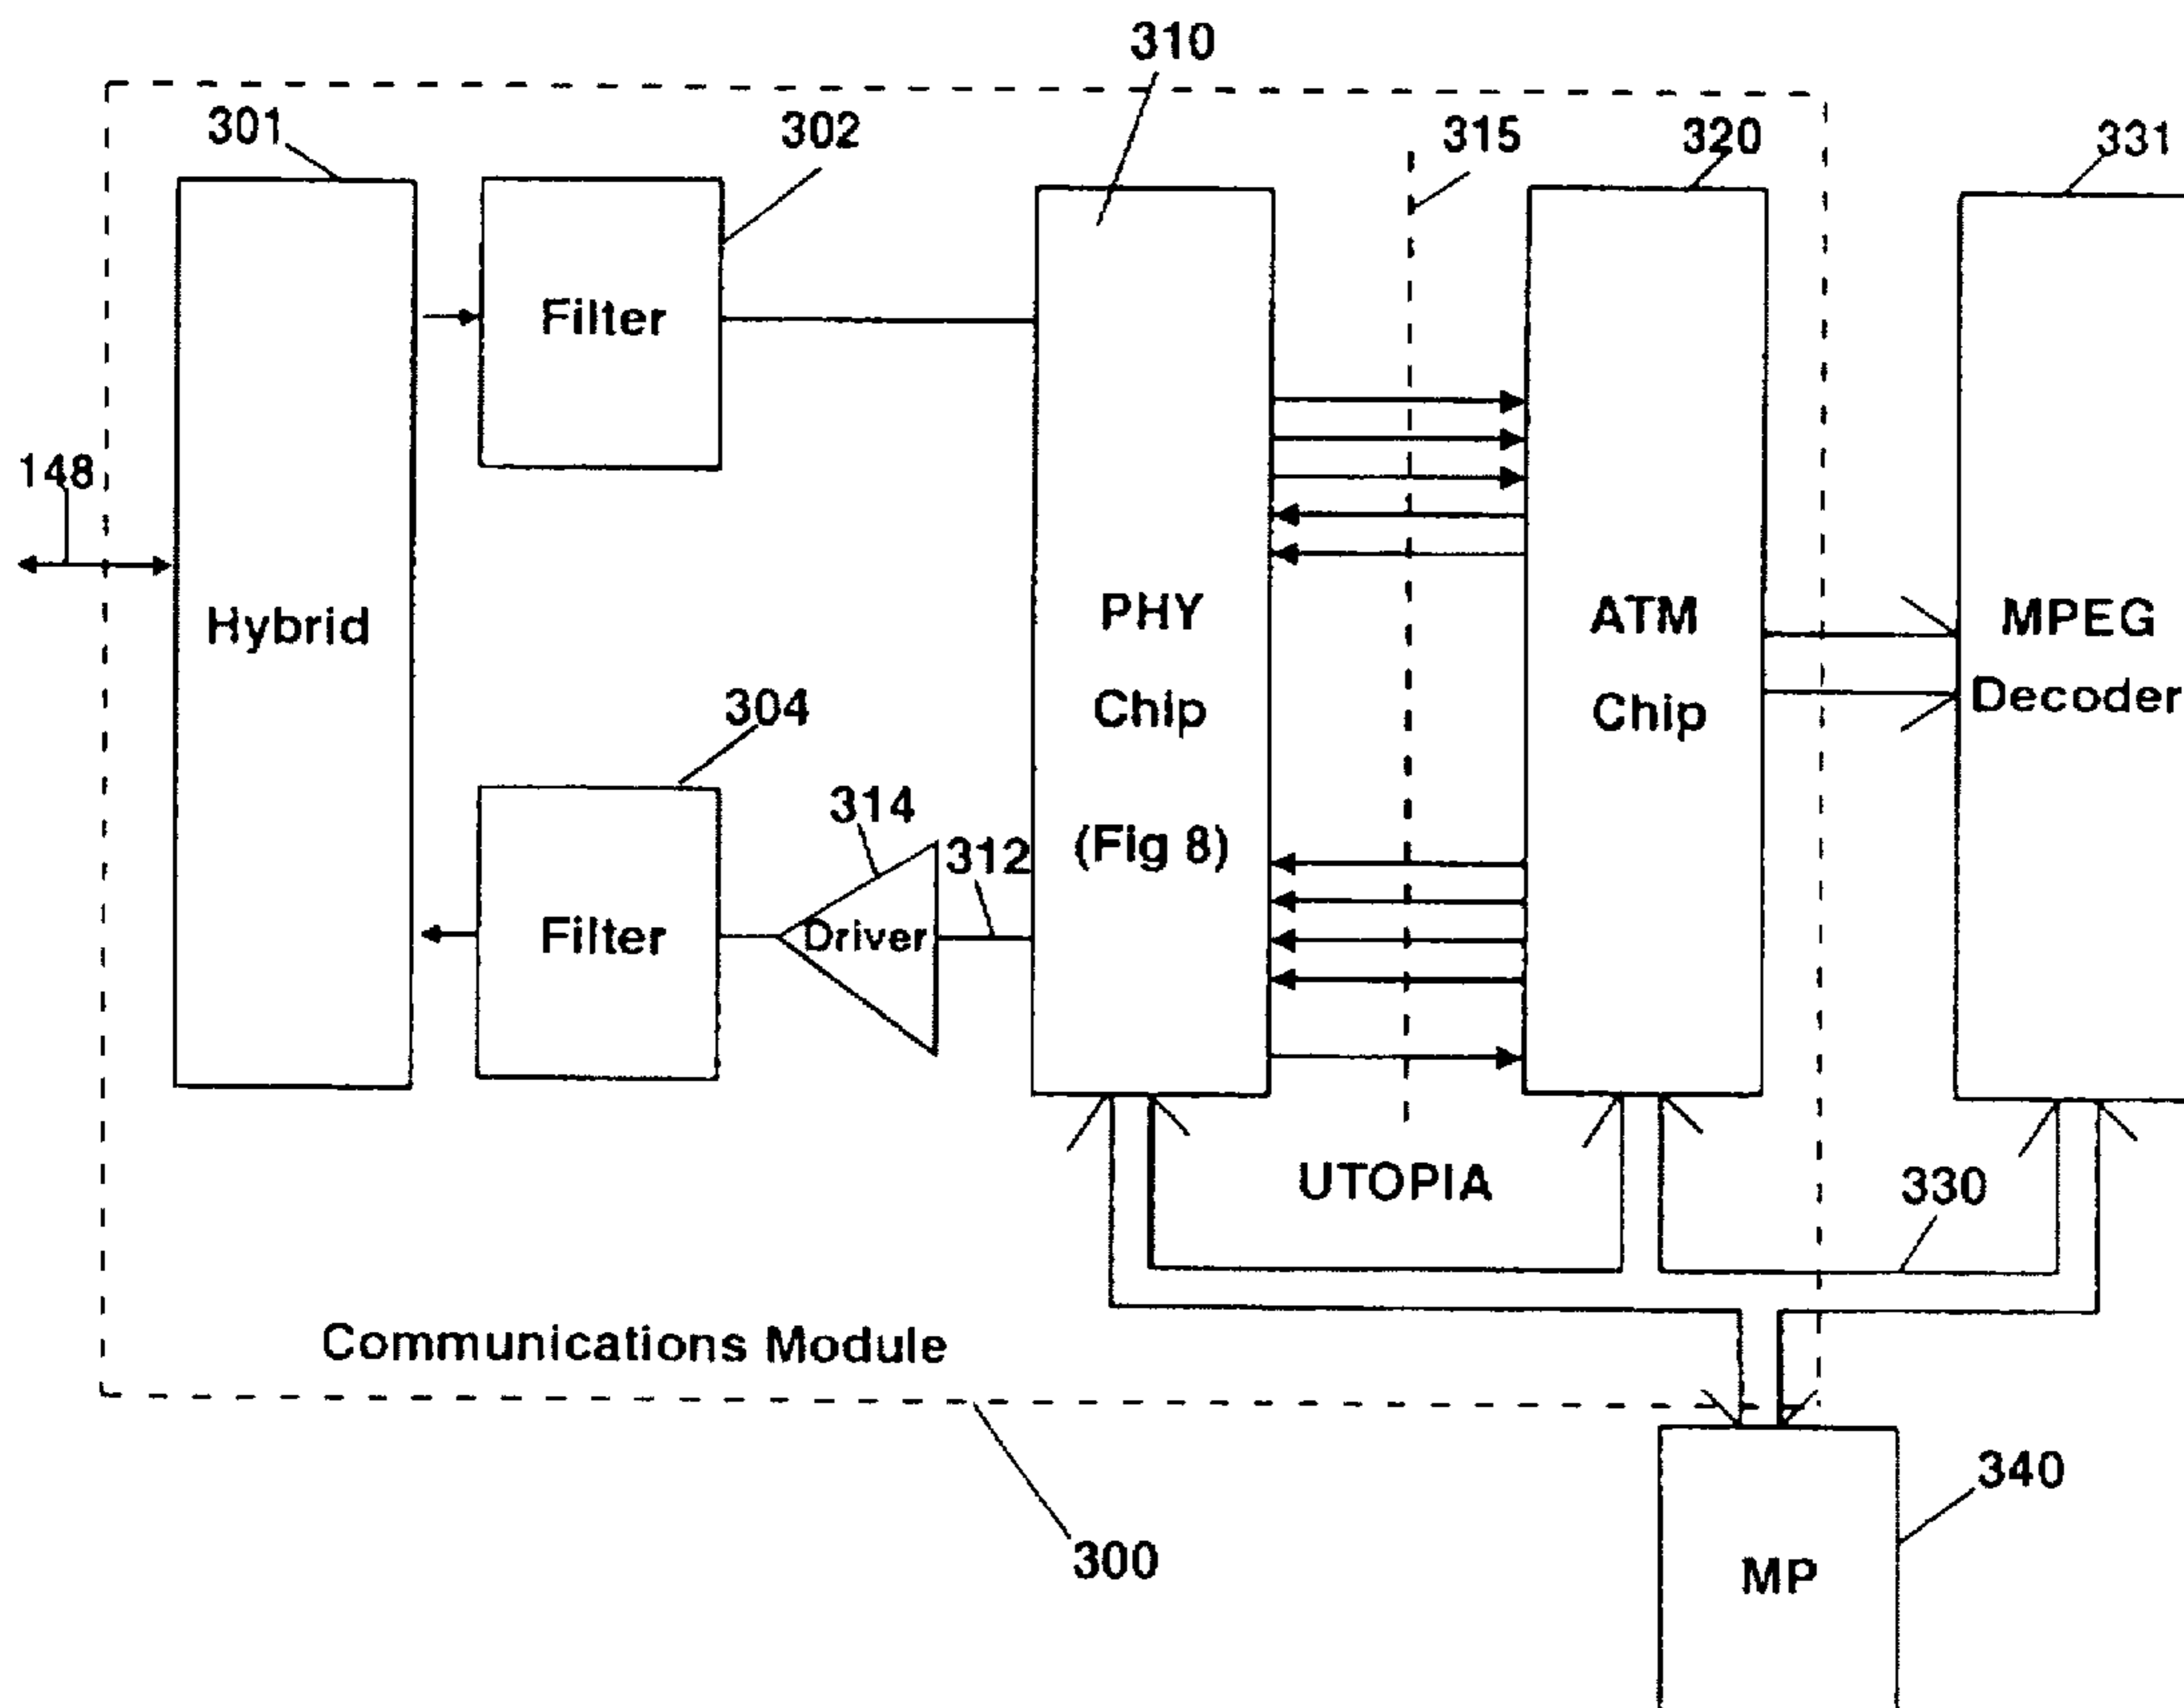 310
301
302
315
320
331
Filter
148
Hybrid
PHY
Chip
(Fig 8)
ATM
Chip
MPEG
Decoder
304
314
312
Driver
Filter
UTOPIA
330
Communications Module
300
340
MP